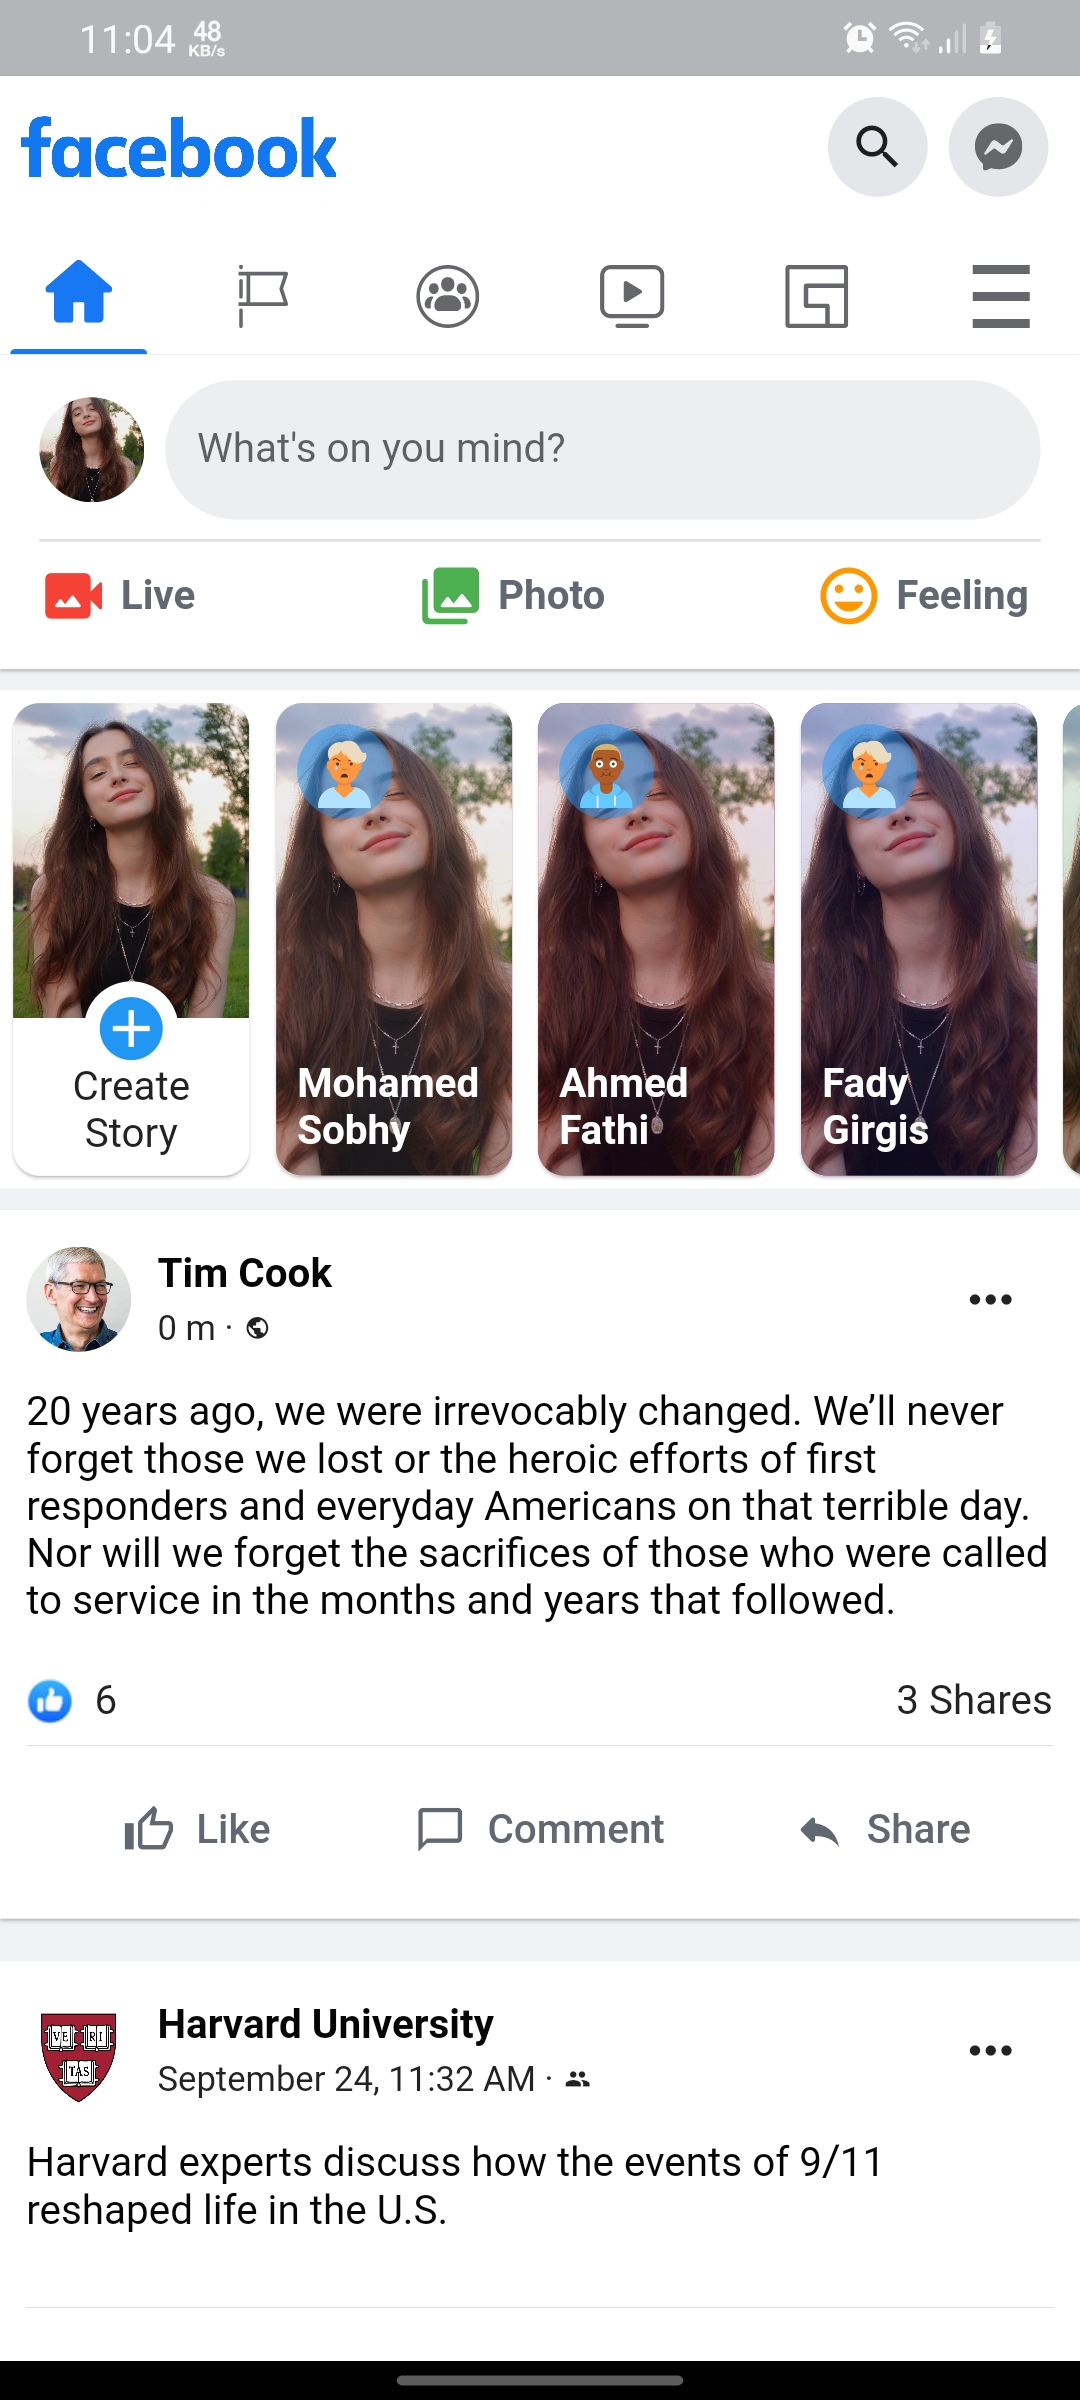 11:04 48 KB/s
facebook
What's on you mind?
Live Photo Feeling
Create Story
Mohamed Sobhy
Ahmed Fathi
Fady Girgis
Tim Cook
0 m ·
20 years ago, we were irrevocably changed. We’ll never
forget those we lost or the heroic efforts of first
responders and everyday Americans on that terrible day.
Nor will we forget the sacrifices of those who were called
to service in the months and years that followed.
6 3 Shares
Like Comment Share
VE RI
TAS
Harvard University
September 24, 11:32 AM ·
Harvard experts discuss how the events of 9/11
reshaped life in the U.S.